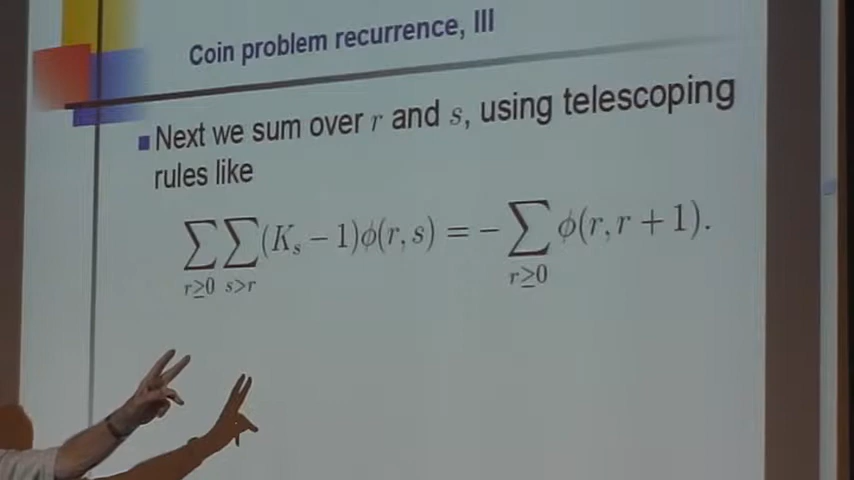 Coin problem recurrence, III
Next we sum over r and s, using telescoping
rules like
∑∑(K_s − 1)ϕ(r, s) = − ∑ ϕ(r, r + 1).
r≥0 s>r r≥0